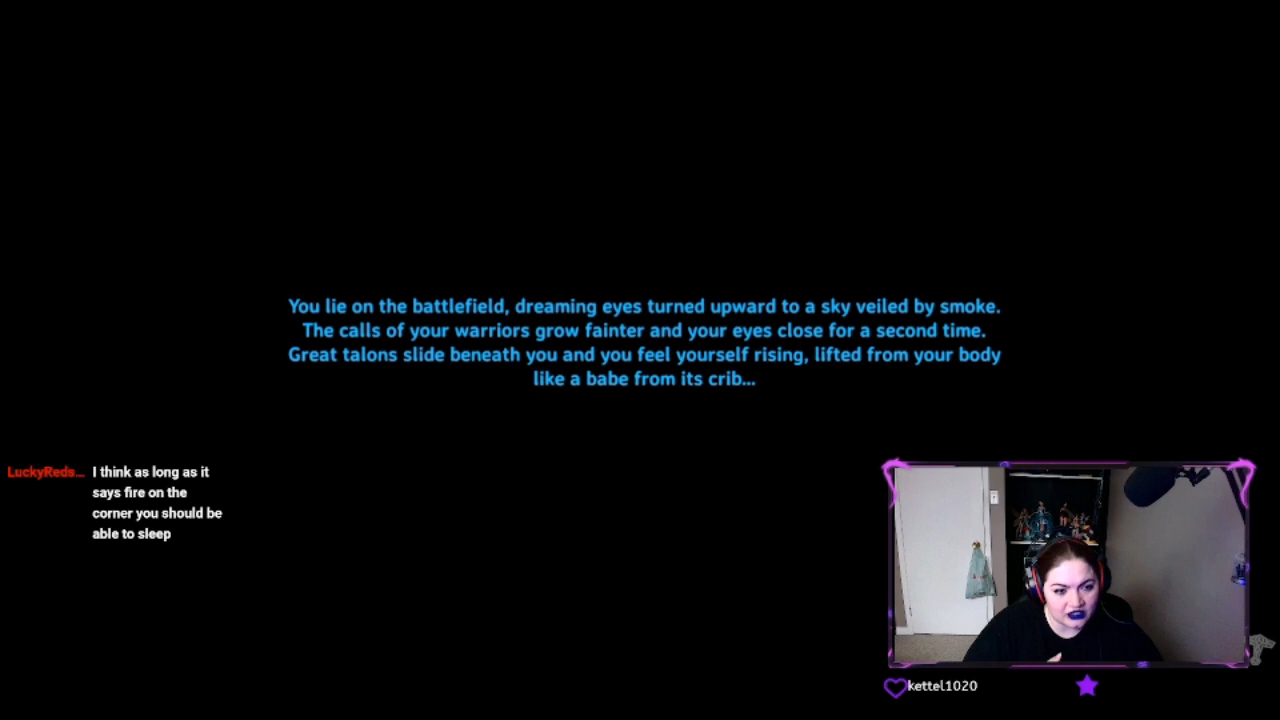 You lie on the battlefield, dreaming eyes turned upward to a sky veiled by smoke.
The calls of your warriors grow fainter and your eyes close for a second time.
Great talons slide beneath you and you feel yourself rising, lifted from your body
like a babe from its crib...
LuckyReds... I think as long as it
says fire on the
corner you should be
able to sleep
kettel1020